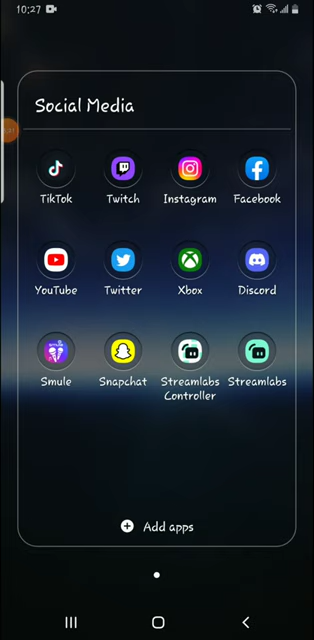 10:27
Social Media
TikTok Twitch Instagram Facebook
YouTube Twitter Xbox Discord
Smule Snapchat Streamlabs Controller Streamlabs
Add apps